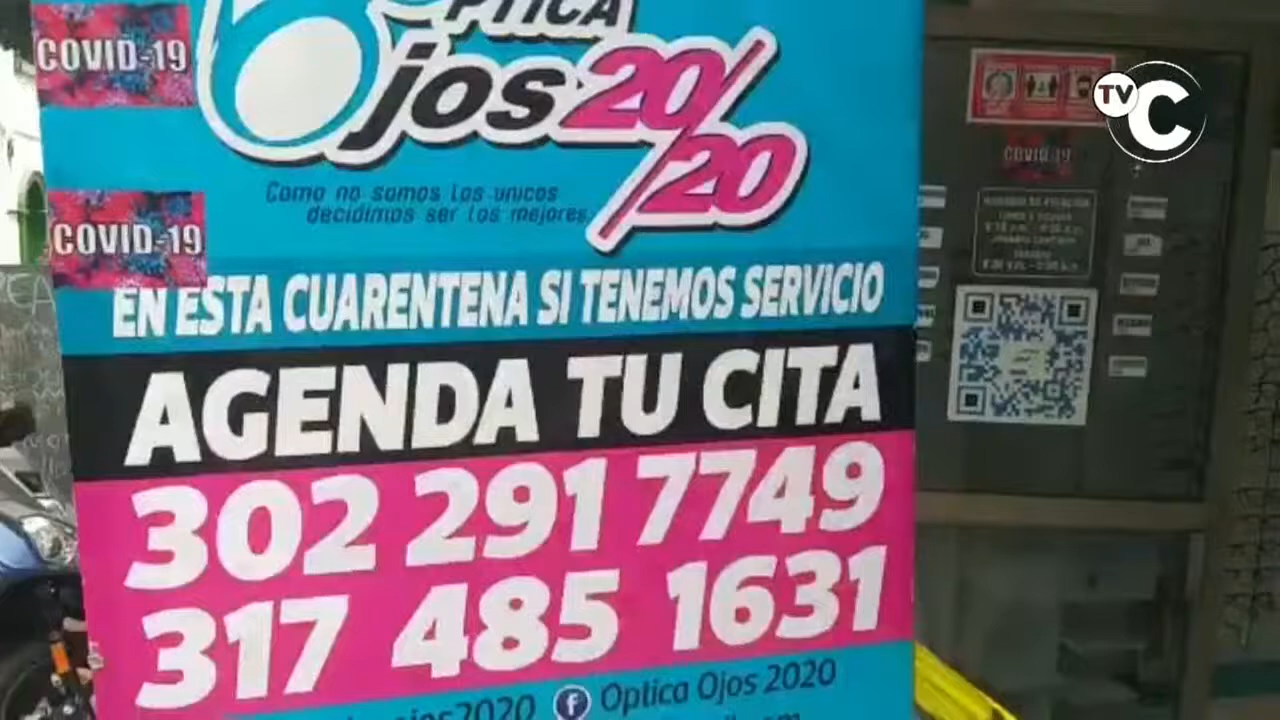 COVID-19
OPTICA
Ojos 20/20
Como no somos los unicos
decidimos ser los mejores
COVID-19
EN ESTA CUARENTENA SI TENEMOS SERVICIO
AGENDA TU CITA
302 291 7749
317 485 1631
ojos2020
Optica Ojos 2020
TV C
COVID-19